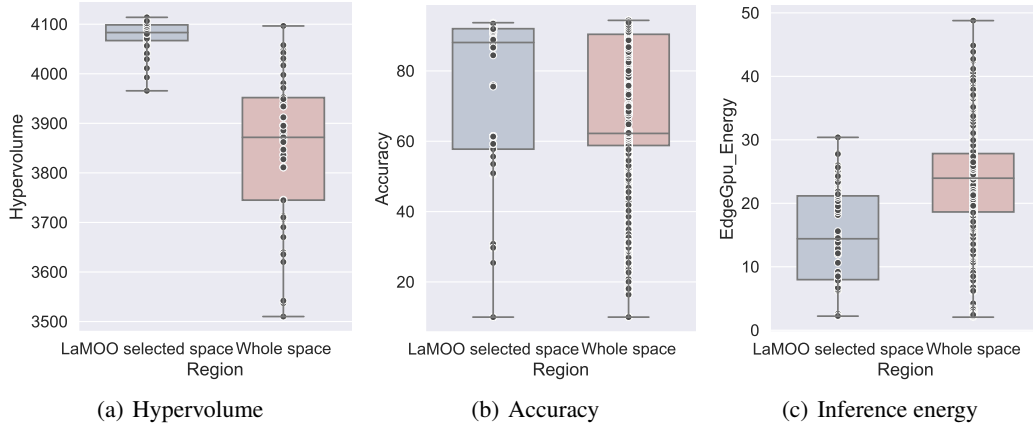 4100
4000
3900
3800
3700
3600
3500
Hypervolume
LaMOO selected space Whole space
Region
(a) Hypervolume
80
60
40
20
Accuracy
LaMOO selected space Whole space
Region
(b) Accuracy
50
40
30
20
10
0
EdgeGpu_Energy
LaMOO selected space Whole space
Region
(c) Inference energy